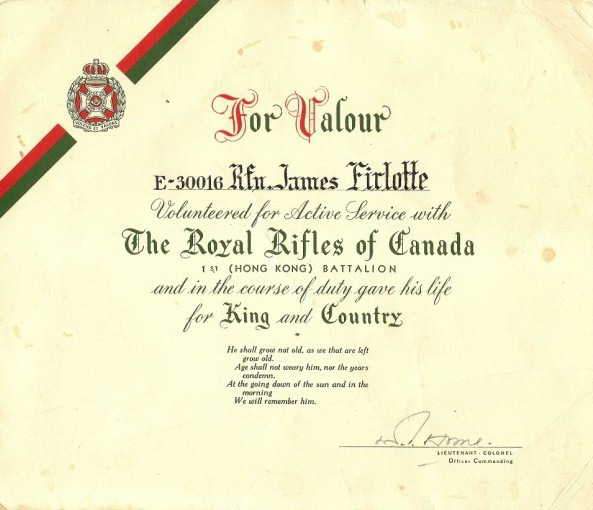 For Valour
E-30016 Rfn. James Firlotte
Volunteered for Active Service with
The Royal Rifles of Canada
1ST (HONG KONG) BATTALION
and in the course of duty gave his life
for King and Country
He shall grow not old, as we that are left
grow old.
Age shall not weary him, nor the years
condemn.
At the going down of the sun and in the
morning
We will remember him.
LIEUTENANT-COLONEL
Officer Commanding